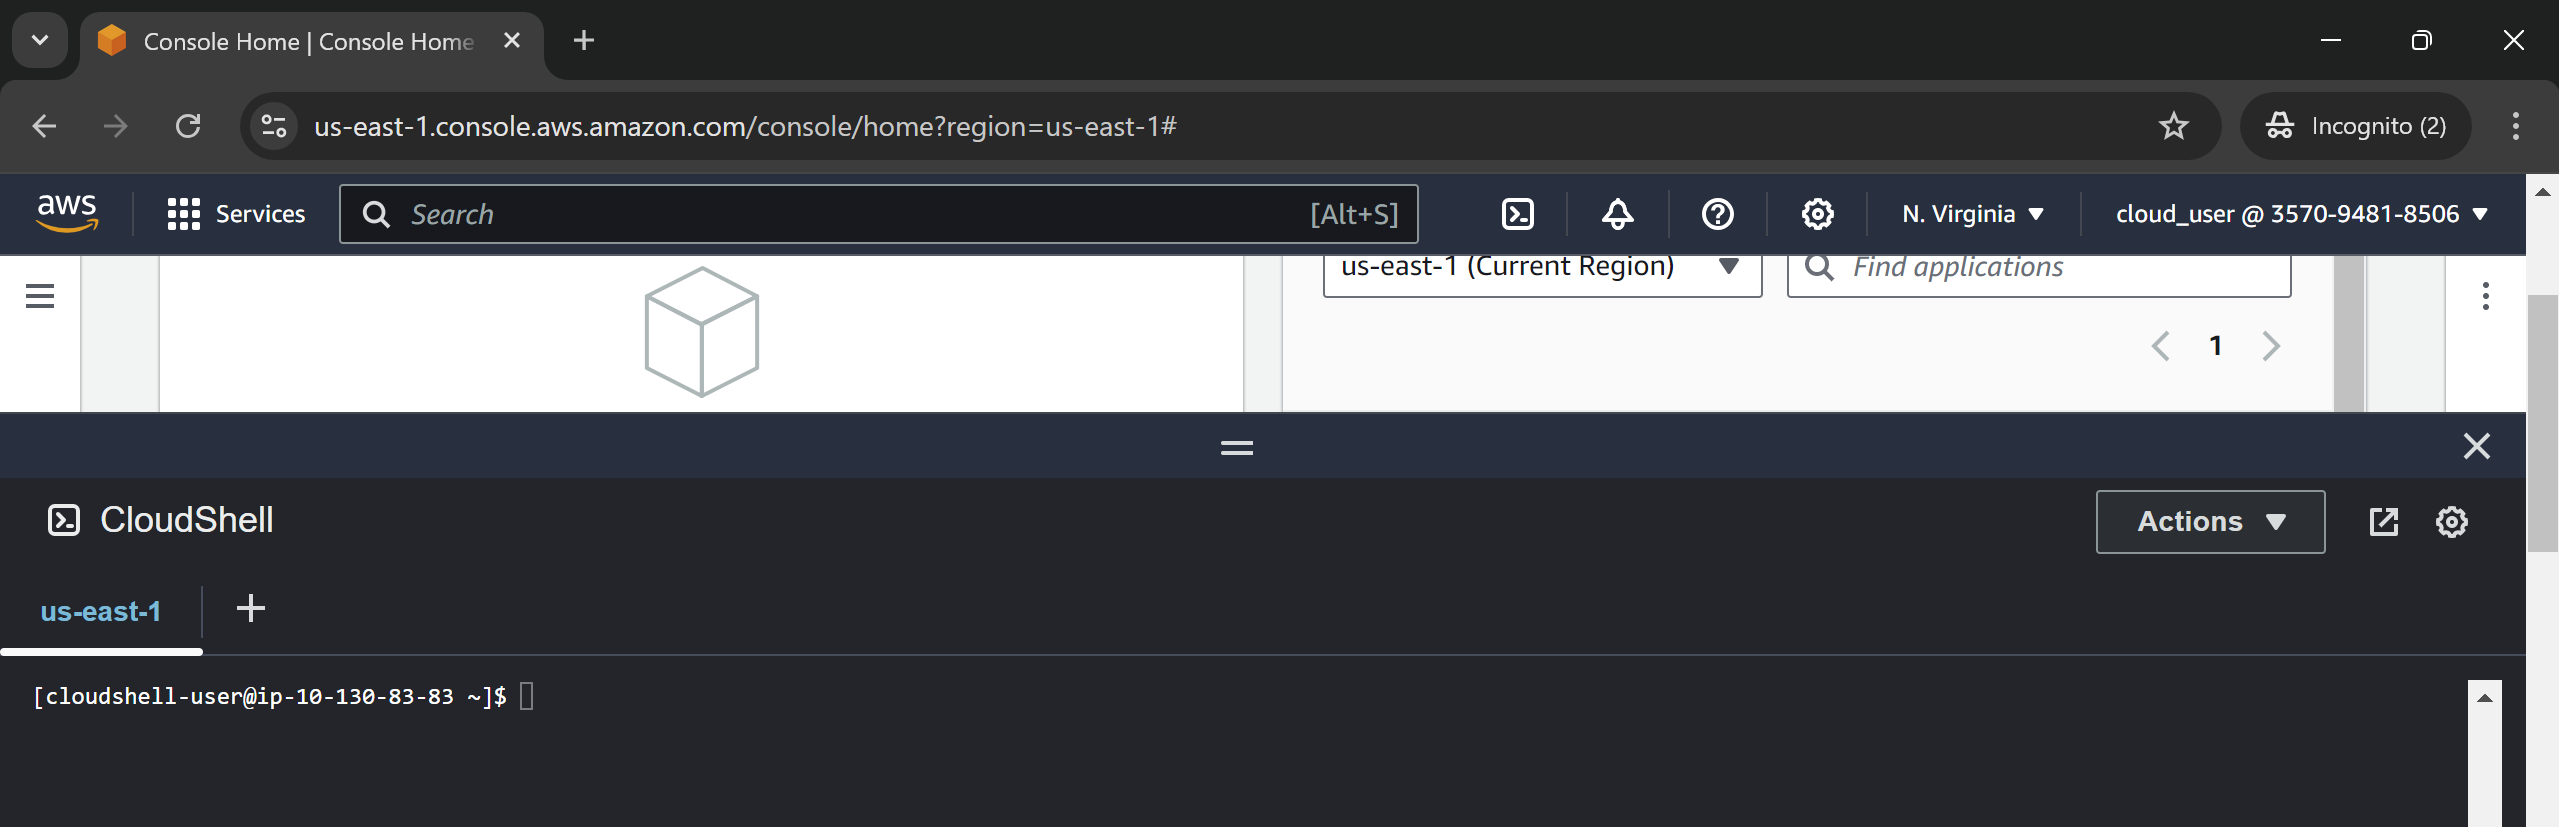 Console Home | Console Home
us-east-1.console.aws.amazon.com/console/home?region=us-east-1#
Incognito (2)
aws
Services
Search
[Alt+S]
N. Virginia
cloud_user @ 3570-9481-8506
us-east-1 (Current Region)
Find applications
1
CloudShell
Actions
us-east-1
[cloudshell-user@ip-10-130-83-83 ~]$